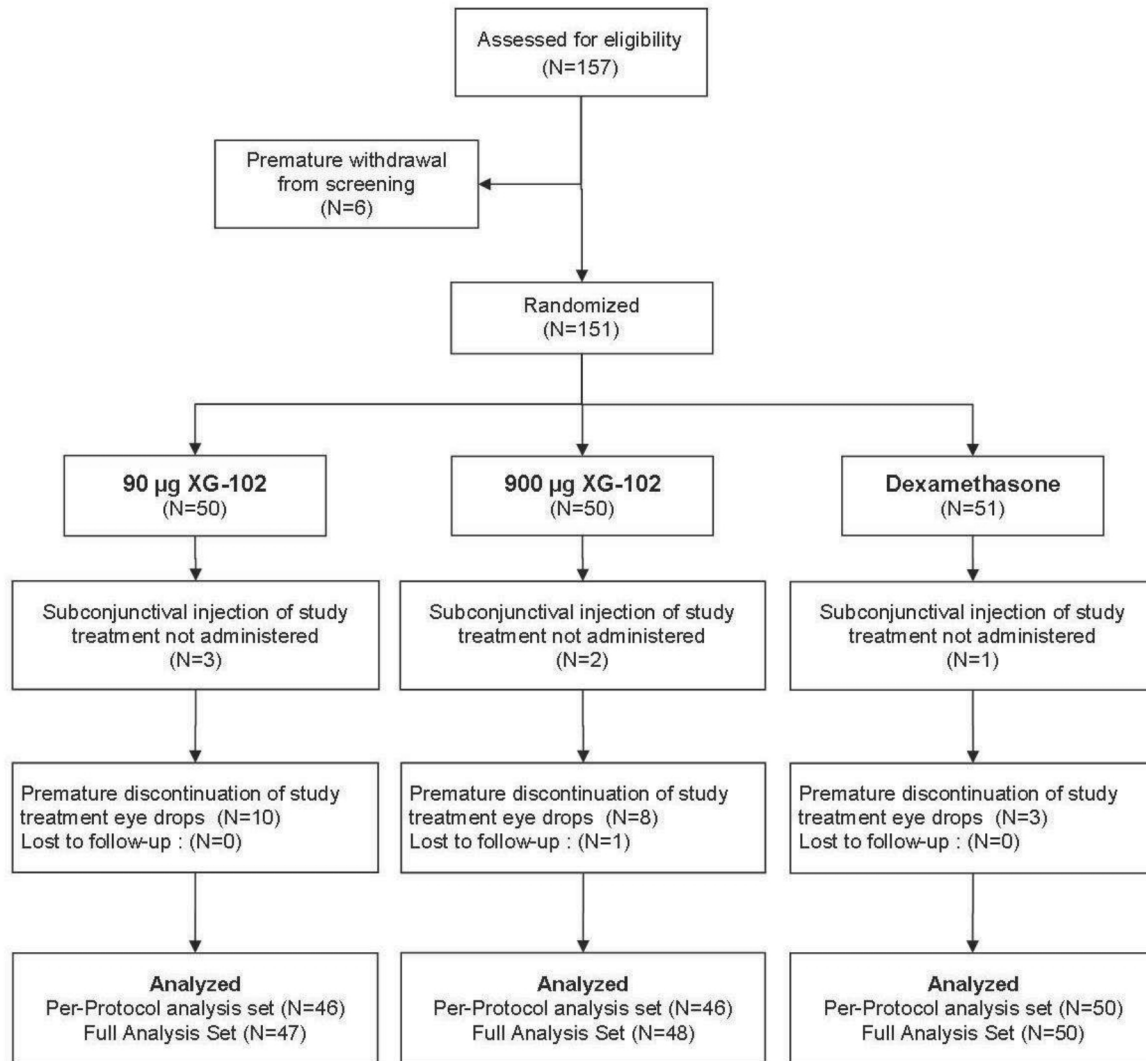 Assessed for eligibility
(N=157)
Premature withdrawal
from screening
(N=6)
Randomized
(N=151)
90 µg XG-102
(N=50)
900 µg XG-102
(N=50)
Dexamethasone
(N=51)
Subconjunctival injection of study
treatment not administered
(N=3)
Subconjunctival injection of study
treatment not administered
(N=2)
Subconjunctival injection of study
treatment not administered
(N=1)
Premature discontinuation of study
treatment eye drops (N=10)
Lost to follow-up : (N=0)
Premature discontinuation of study
treatment eye drops (N=8)
Lost to follow-up : (N=1)
Premature discontinuation of study
treatment eye drops (N=3)
Lost to follow-up : (N=0)
Analyzed
Per-Protocol analysis set (N=46)
Full Analysis Set (N=47)
Analyzed
Per-Protocol analysis set (N=46)
Full Analysis Set (N=48)
Analyzed
Per-Protocol analysis set (N=50)
Full Analysis Set (N=50)